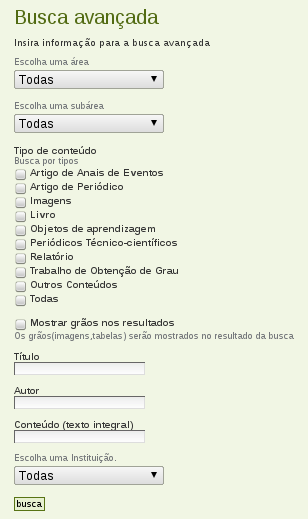 Busca avançada
Insira informação para a busca avançada
Escolha uma área
Todas
Escolha uma subárea
Todas
Tipo de conteúdo
Busca por tipos
Artigo de Anais de Eventos
Artigo de Periódico
Imagens
Livro
Objetos de aprendizagem
Periódicos Técnico-científicos
Relatório
Trabalho de Obtenção de Grau
Outros Conteúdos
Todas
Mostrar grãos nos resultados
Os grãos(imagens,tabelas) serão mostrados no resultado da busca
Título
Autor
Conteúdo (texto integral)
Escolha uma Instituição.
Todas
busca